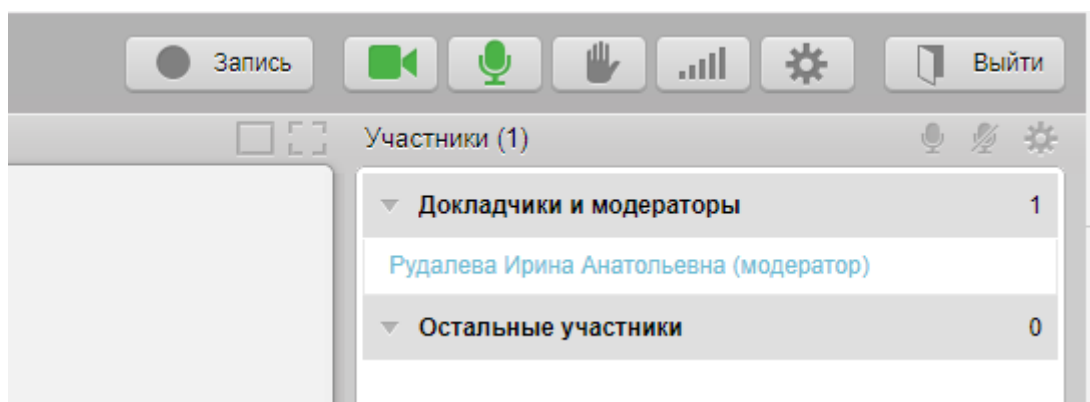 Запись
Выйти
Участники (1)
Докладчики и модераторы 1
Рудалева Ирина Анатольевна (модератор)
Остальные участники 0